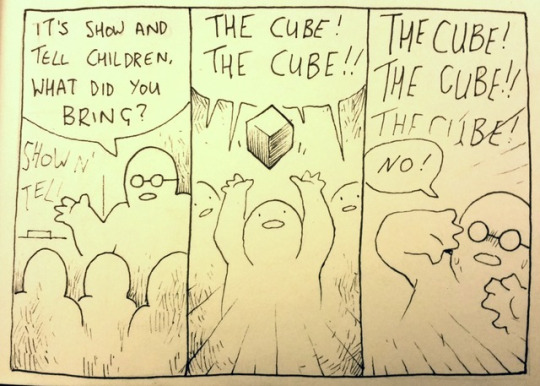 IT'S SHOW AND
TELL CHILDREN,
WHAT DID YOU
BRING?
SHOW N'
TELL
THE CUBE!
THE CUBE!!
THE CUBE!
THE CUBE!!
THE CUBE!
NO!